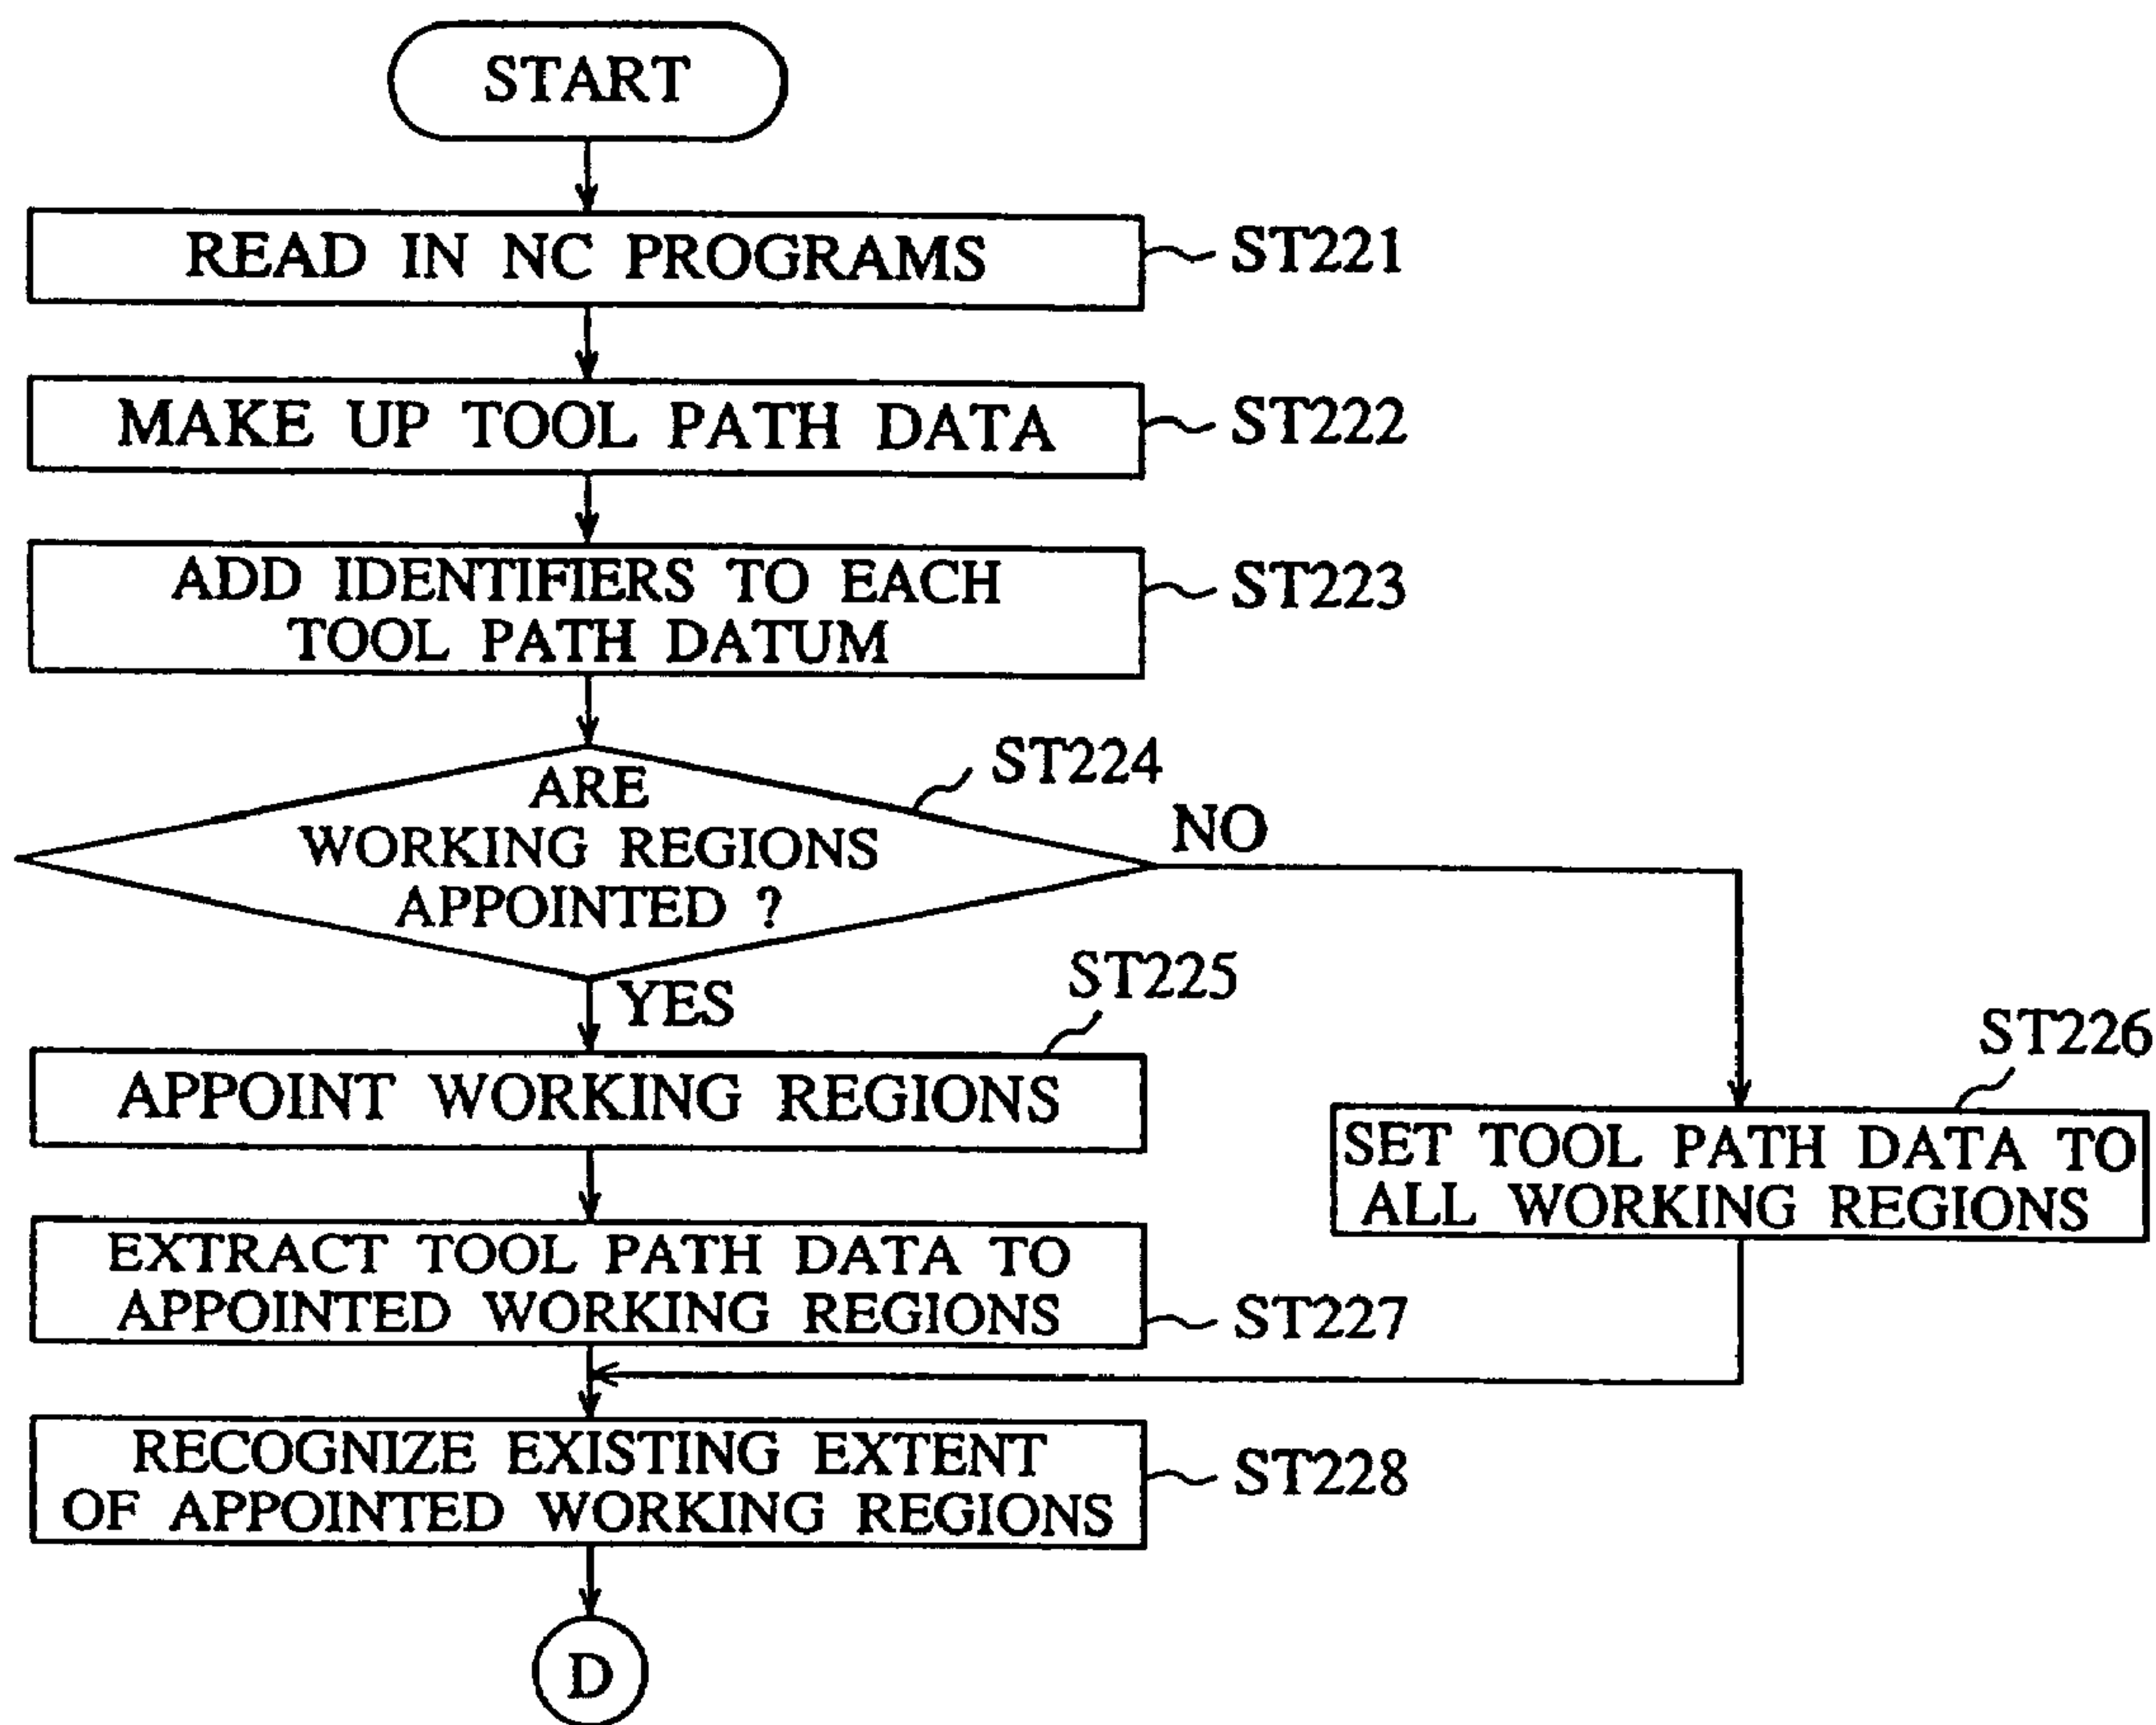 START
READ IN NC PROGRAMS
ST221
MAKE UP TOOL PATH DATA
ST222
ADD IDENTIFIERS TO EACH
TOOL PATH DATUM
ST223
ST224
ARE
WORKING REGIONS
APPOINTED ?
NO
YES
ST225
APPOINT WORKING REGIONS
ST226
SET TOOL PATH DATA TO
ALL WORKING REGIONS
EXTRACT TOOL PATH DATA TO
APPOINTED WORKING REGIONS
ST227
RECOGNIZE EXISTING EXTENT
OF APPOINTED WORKING REGIONS
ST228
D